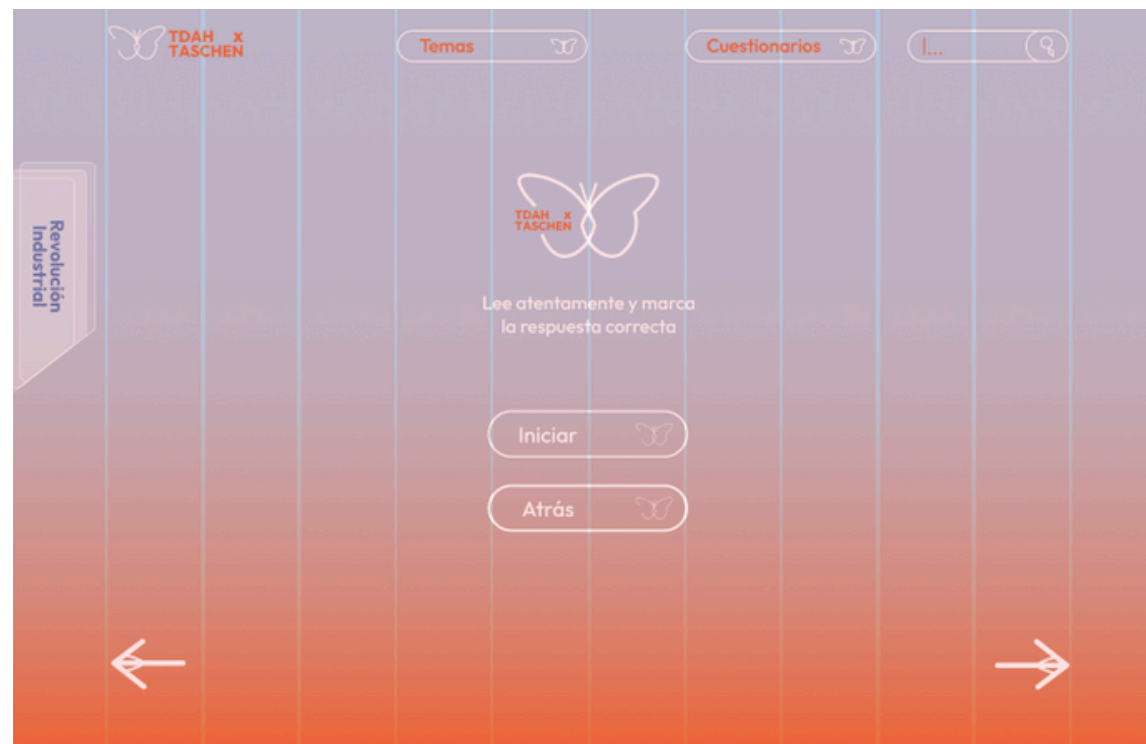 TDAH x
TASCHEN
Temas
Cuestionarios
|...
Revolución
Industrial
TDAH x
TASCHEN
Lee atentamente y marca
la respuesta correcta
Iniciar
Atrás